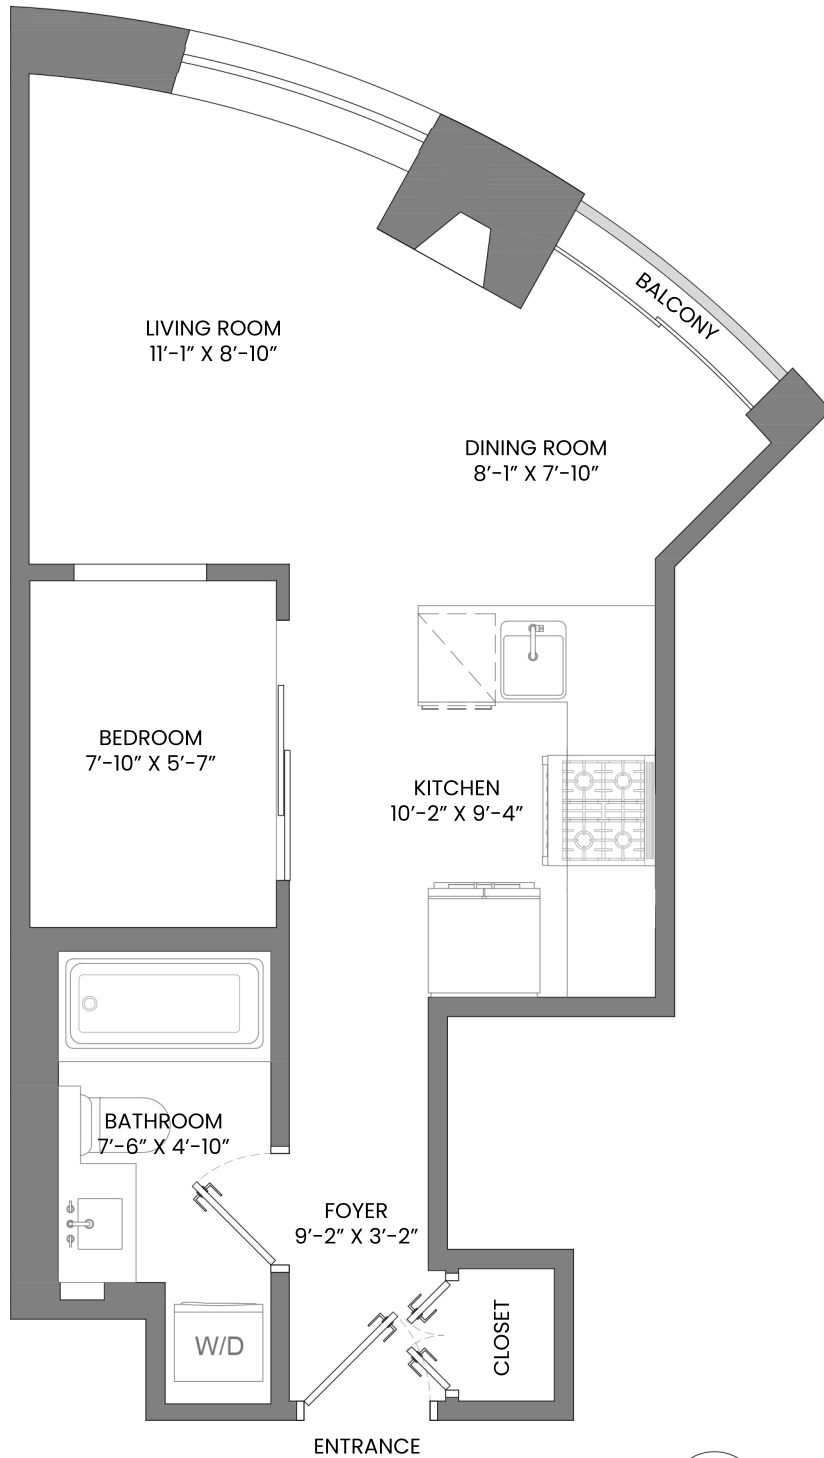 BALCONY
LIVING ROOM
11’-1” X 8’-10”
DINING ROOM
8’-1” X 7’-10”
BEDROOM
7’-10” X 5’-7”
KITCHEN
10’-2” X 9’-4”
BATHROOM
7’-6” X 4’-10”
FOYER
9’-2” X 3’-2”
CLOSET
W/D
ENTRANCE